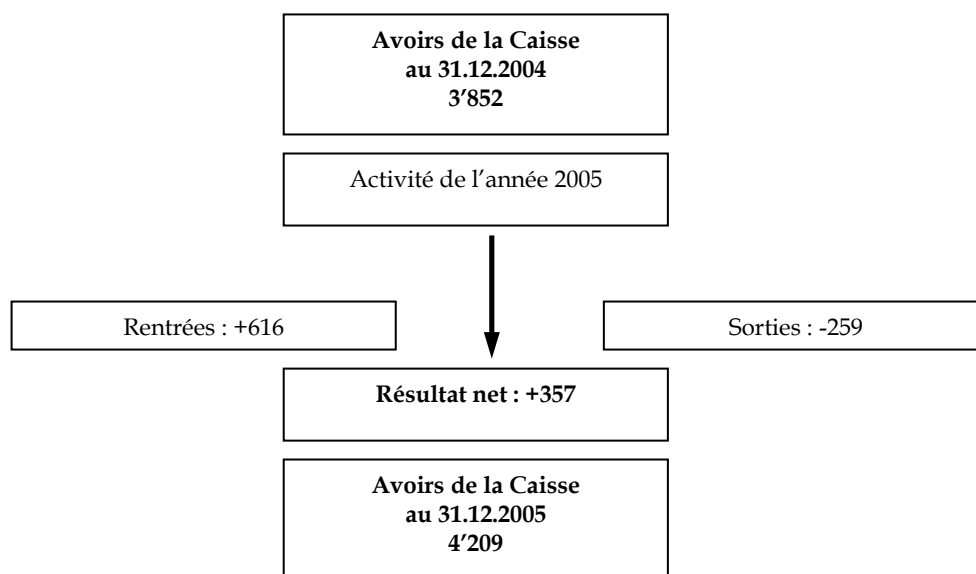 Avoirs de la Caisse
au 31.12.2004
3’852
Activité de l’année 2005
Rentrées : +616
Sorties : -259
Résultat net : +357
Avoirs de la Caisse
au 31.12.2005
4’209